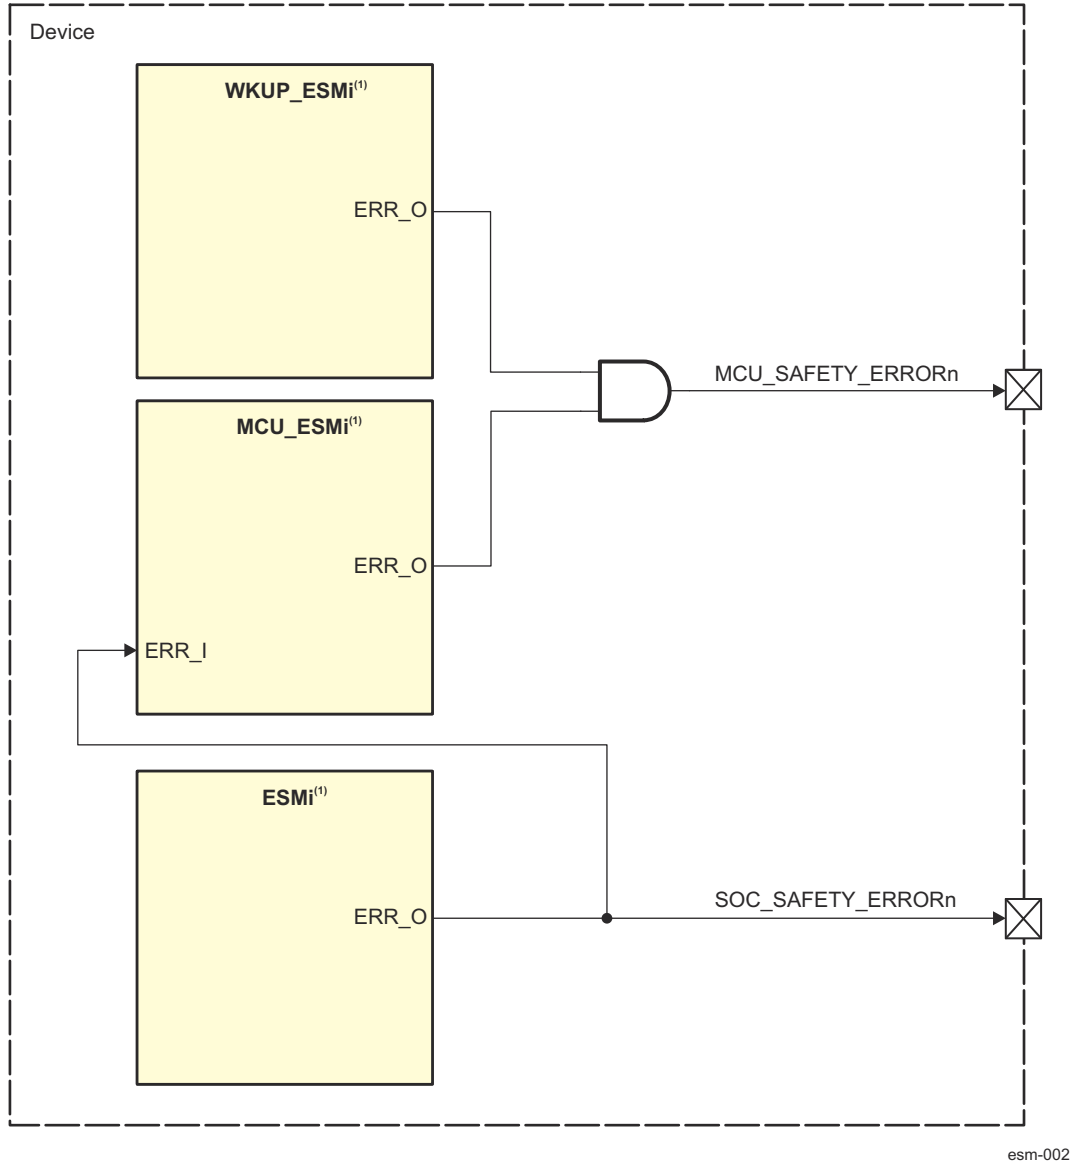 Device
WKUP_ESMi(1)
ERR_O
MCU_SAFETY_ERRORn
MCU_ESMi(1)
ERR_O
ERR_I
ESMi(1)
SOC_SAFETY_ERRORn
ERR_O
esm-002